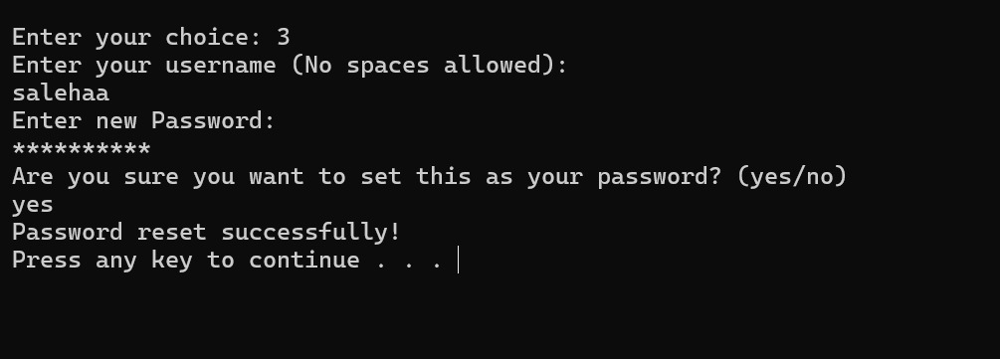 Enter your choice: 3
Enter your username (No spaces allowed):
salehaa
Enter new Password:
**********
Are you sure you want to set this as your password? (yes/no)
yes
Password reset successfully!
Press any key to continue . . .